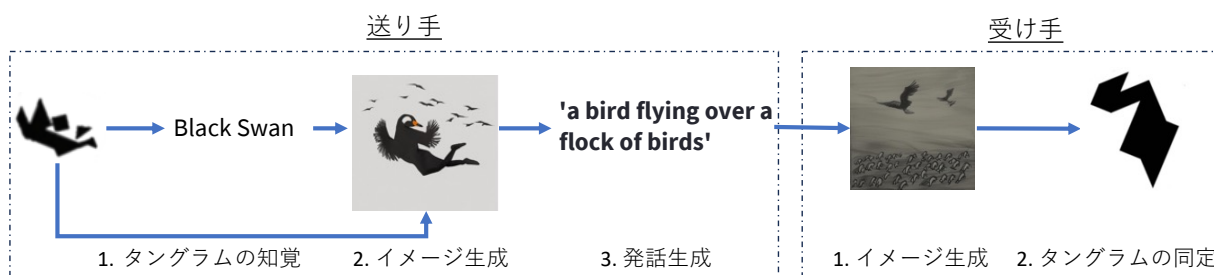 送り手
受け手
Black Swan
'a bird flying over a
flock of birds'
1. タングラムの知覚
2. イメージ生成
3. 発話生成
1. イメージ生成
2. タングラムの同定